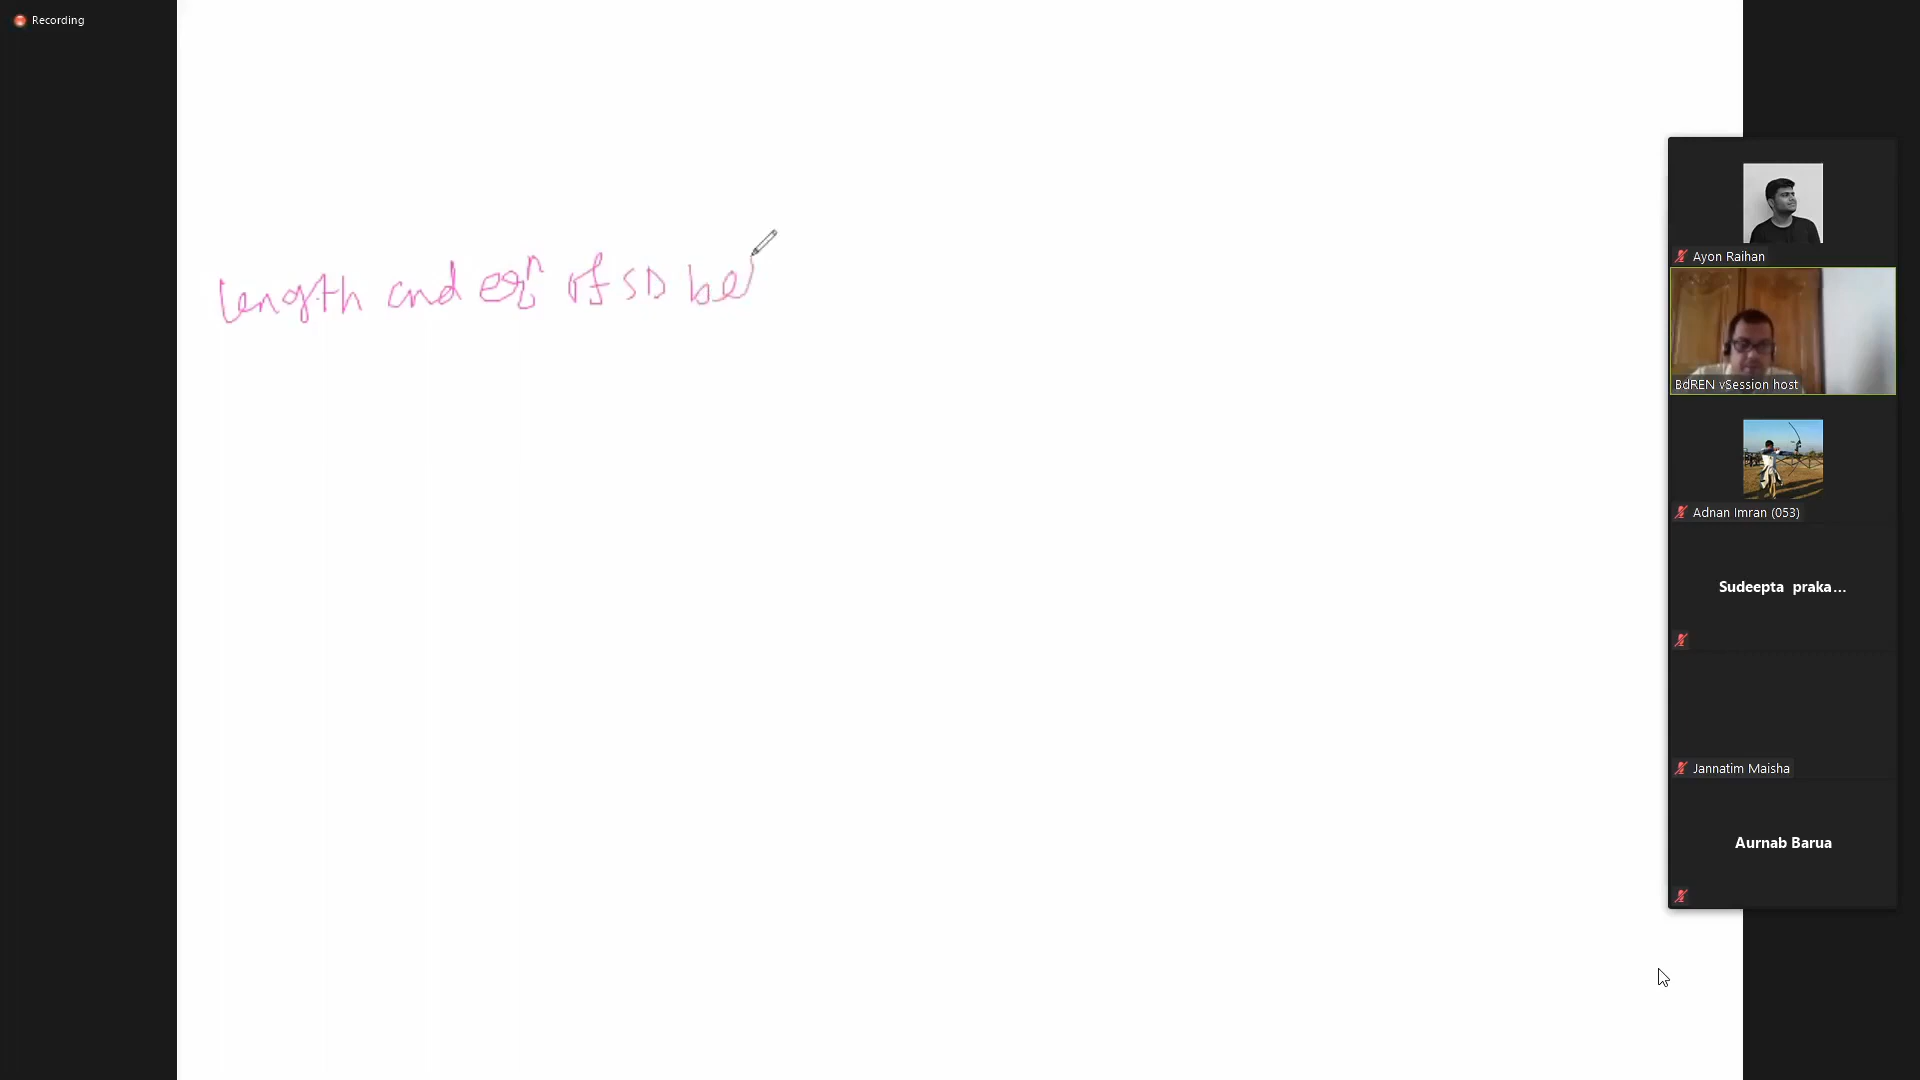 Recording
length and eqⁿ of SD be
Ayon Raihan
BdREN vSession host
Adnan Imran (053)
Sudeepta praka...
Jannatim Maisha
Aurnab Barua